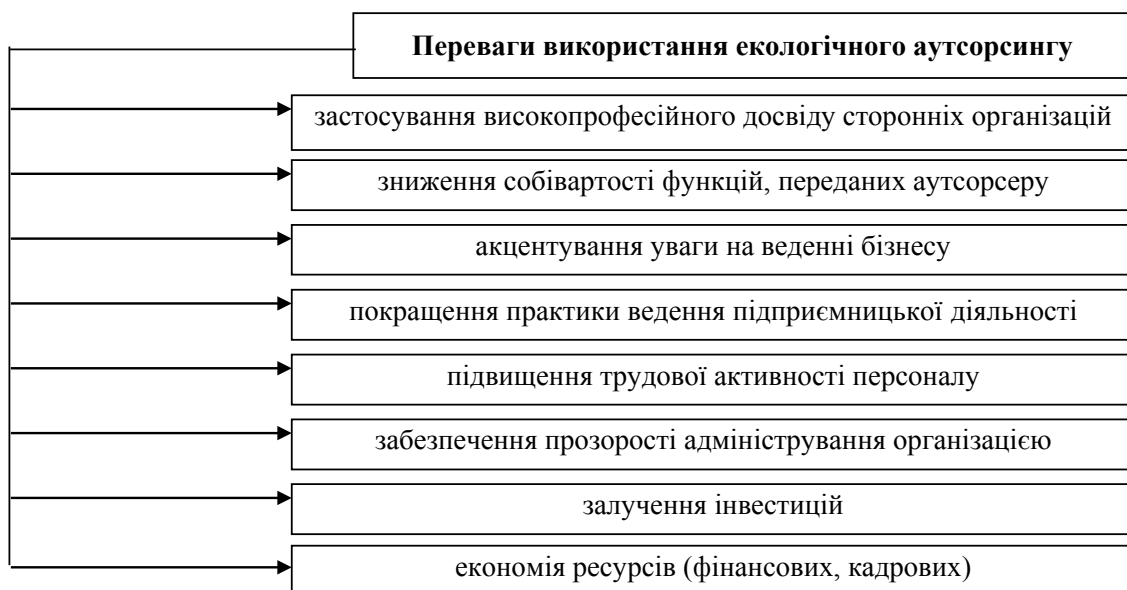 Переваги використання екологічного аутсорсингу
застосування високопрофесійного досвіду сторонніх організацій
зниження собівартості функцій, переданих аутсорсеру
акцентування уваги на веденні бізнесу
покращення практики ведення підприємницької діяльності
підвищення трудової активності персоналу
забезпечення прозорості адміністрування організацією
залучення інвестицій
економія ресурсів (фінансових, кадрових)